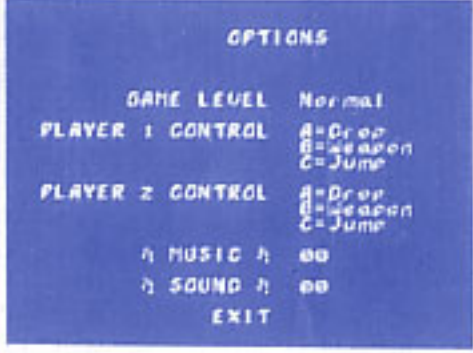 OPTIONS
GAME LEVEL Normal
PLAYER 1 CONTROL A=Drop
B=Weapon
C=Jump
PLAYER 2 CONTROL A=Drop
B=Weapon
C=Jump
♫ MUSIC ♫ 00
♫ SOUND ♫ 00
EXIT